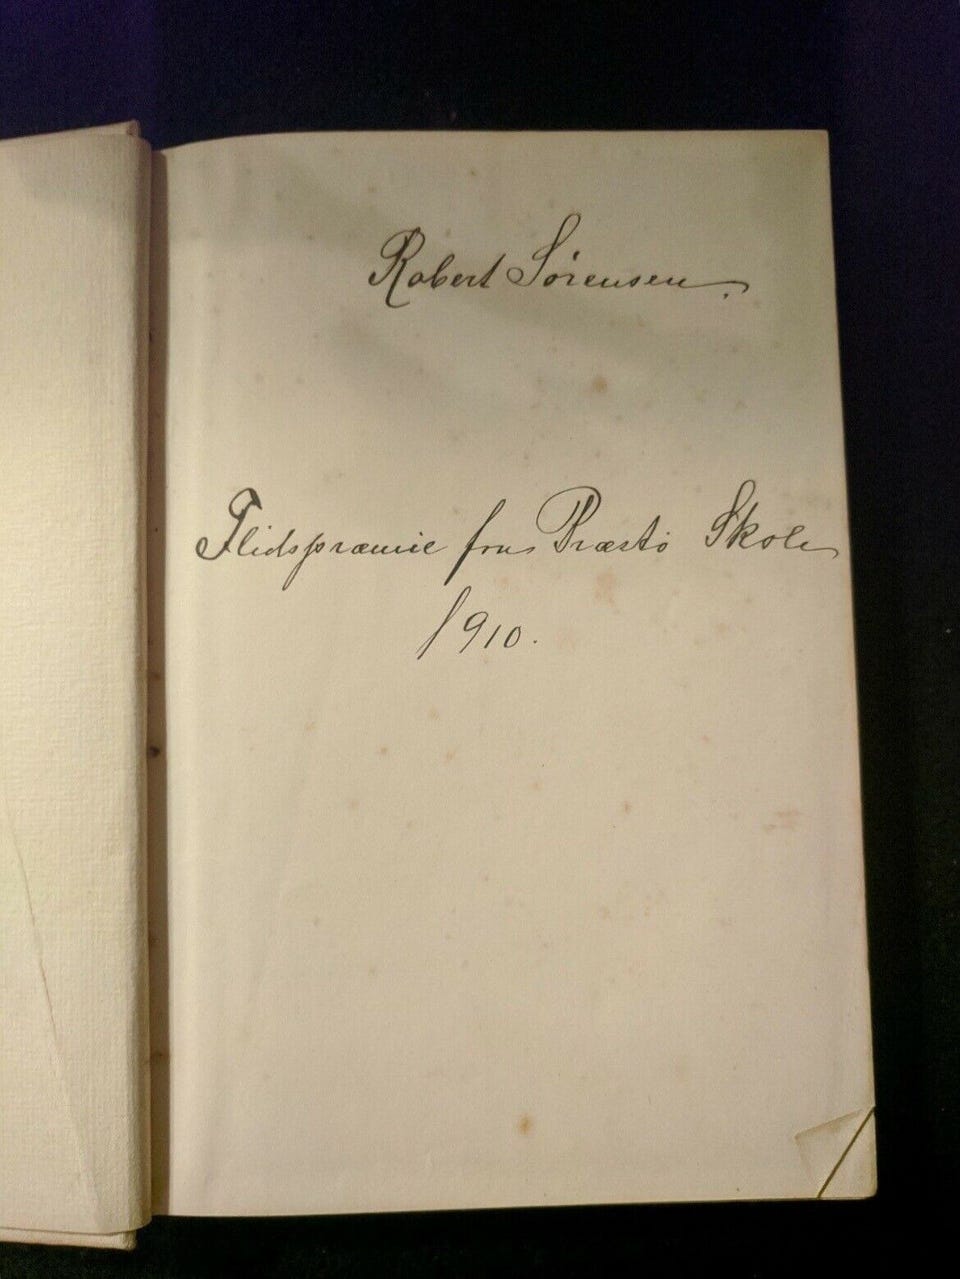 Robert Sørensen.
Flidspræmie fra Præstø Skole
1910.